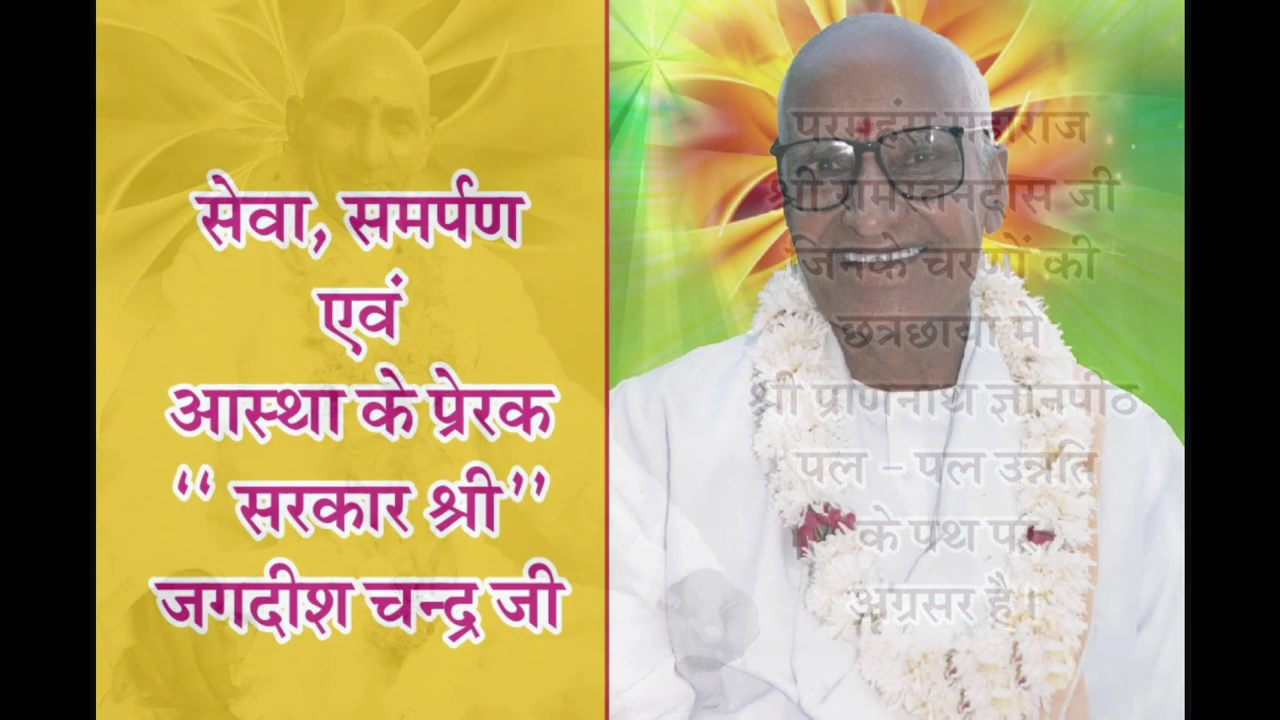 सेवा, समर्पण
एवं
आस्था के प्रेरक
“ सरकार श्री”
जगदीश चन्द्र जी
परमहंस महाराज
श्री रामरतनदास जी
जिनके चरणों की
छत्रछाया में
श्री प्राणनाथ ज्ञानपीठ
पल – पल उन्नति
के पथ पर
अग्रसर है।